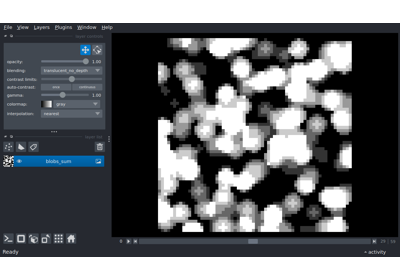 File View Layers Plugins Window Help
opacity: 1.00
blending: translucent_no_depth
contrast limits:
auto-contrast: once continuous
gamma: 1.00
colormap: gray
interpolation: nearest
blobs_sum
Ready
activity